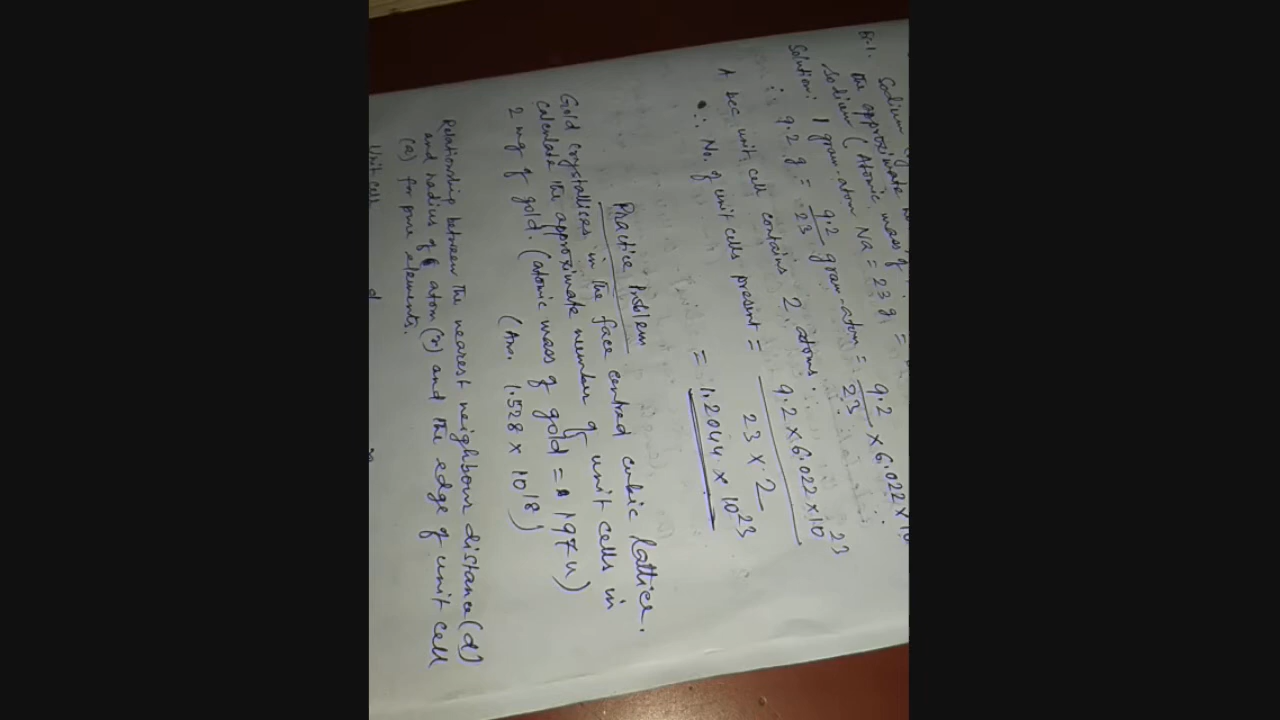 Ex-1. Sodium
the approximate
Sodium (Atomic mass of
Solution: 1 gram-atom Na = 23 g =
∴ 9.2 g = 9.2/23 gram-atom = 9.2/23 × 6.022 × 10
A bcc unit cell contains 2 atoms.
∴ No. of unit cells present = 9.2 × 6.022 × 10^23 / 23 × 2
= 1.2044 × 10^23
Practice Problem
Gold crystallises in the face centred cubic lattice.
calculate the approximate number of unit cells in
2 mg of gold. (atomic mass of gold = 197 u)
(An. 1.528 × 10^18)
Relationship between the nearest neighbour distance (d)
and radius of atom (r) and the edge of unit cell
(a) for pure elements.
Unit cell d